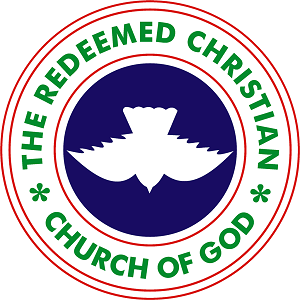 THE REDEEMED CHRISTIAN
* CHURCH OF GOD *